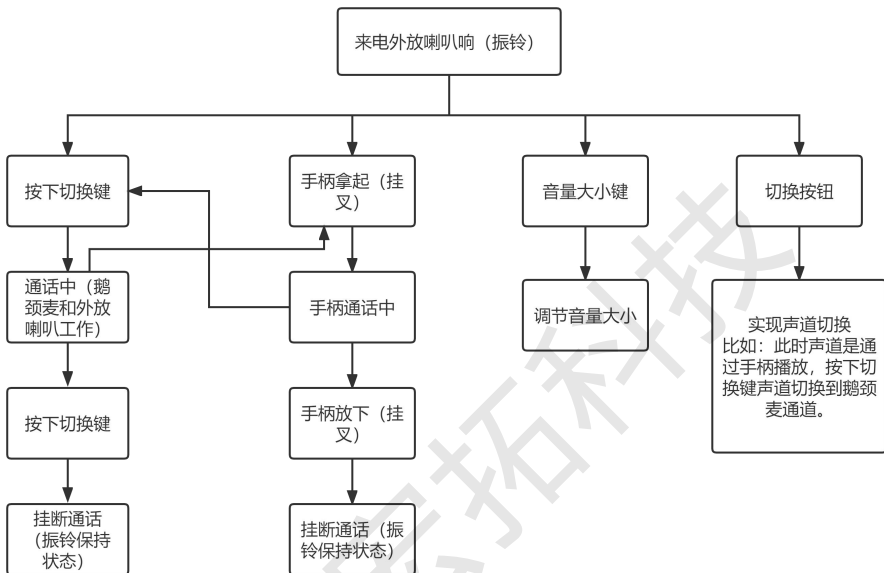 来电外放喇叭响（振铃）
按下切换键
手柄拿起（挂
叉）
音量大小键
切换按钮
通话中（鹅
颈麦和外放
喇叭工作）
手柄通话中
调节音量大小
实现声道切换
比如：此时声道是通
过手柄播放，按下切
换键声道切换到鹅颈
麦通道。
按下切换键
手柄放下（挂
叉）
挂断通话
（振铃保持
状态）
挂断通话（振
铃保持状态）
宏拓科技